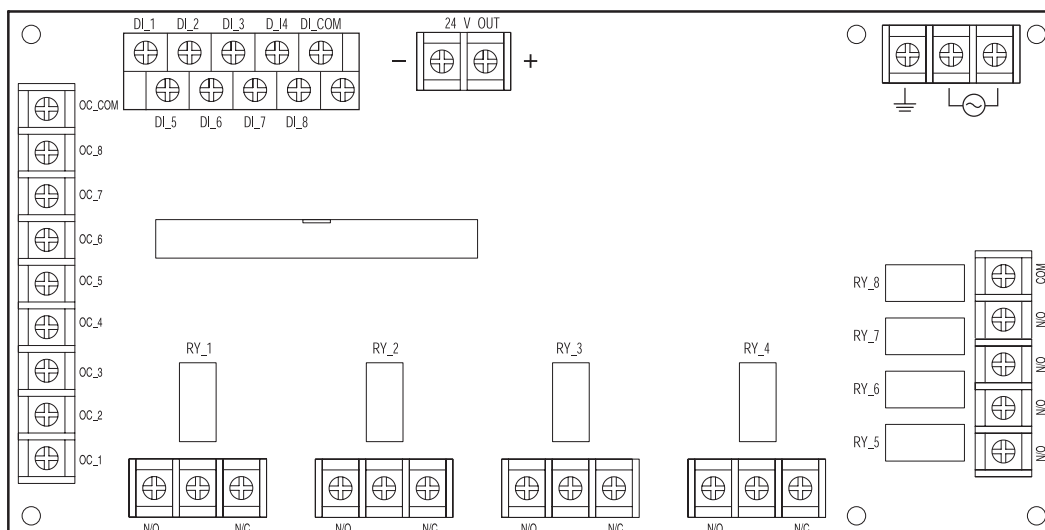 DI_1 DI_2 DI_3 D_I4 DI_COM
24 V OUT
- +
DI_5 DI_6 DI_7 DI_8
OC_COM
OC_8
OC_7
OC_6
OC_5
OC_4
OC_3
OC_2
OC_1
RY_1 RY_2 RY_3 RY_4
RY_8
RY_7
RY_6
RY_5
COM
N/O
N/O
N/O
N/O
N/O N/C N/O N/C N/O N/C N/O N/C